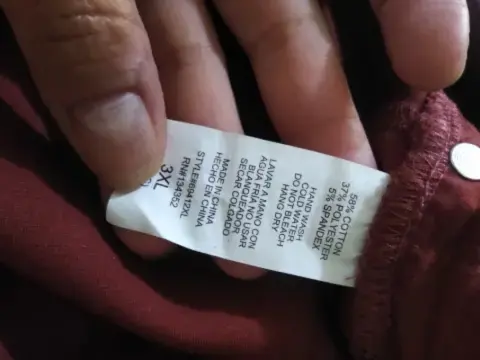 58% COTTON
37% POLYESTER
5% SPANDEX
HAND WASH
COLD WATER
DO NOT BLEACH
HANG DRY
LAVAR A MANO CON
AGUA FRIA NO USAR
BLANQUEADOR
SECAR COLGADO
MADE IN CHINA
HECHO EN CHINA
RN#134352
3XL